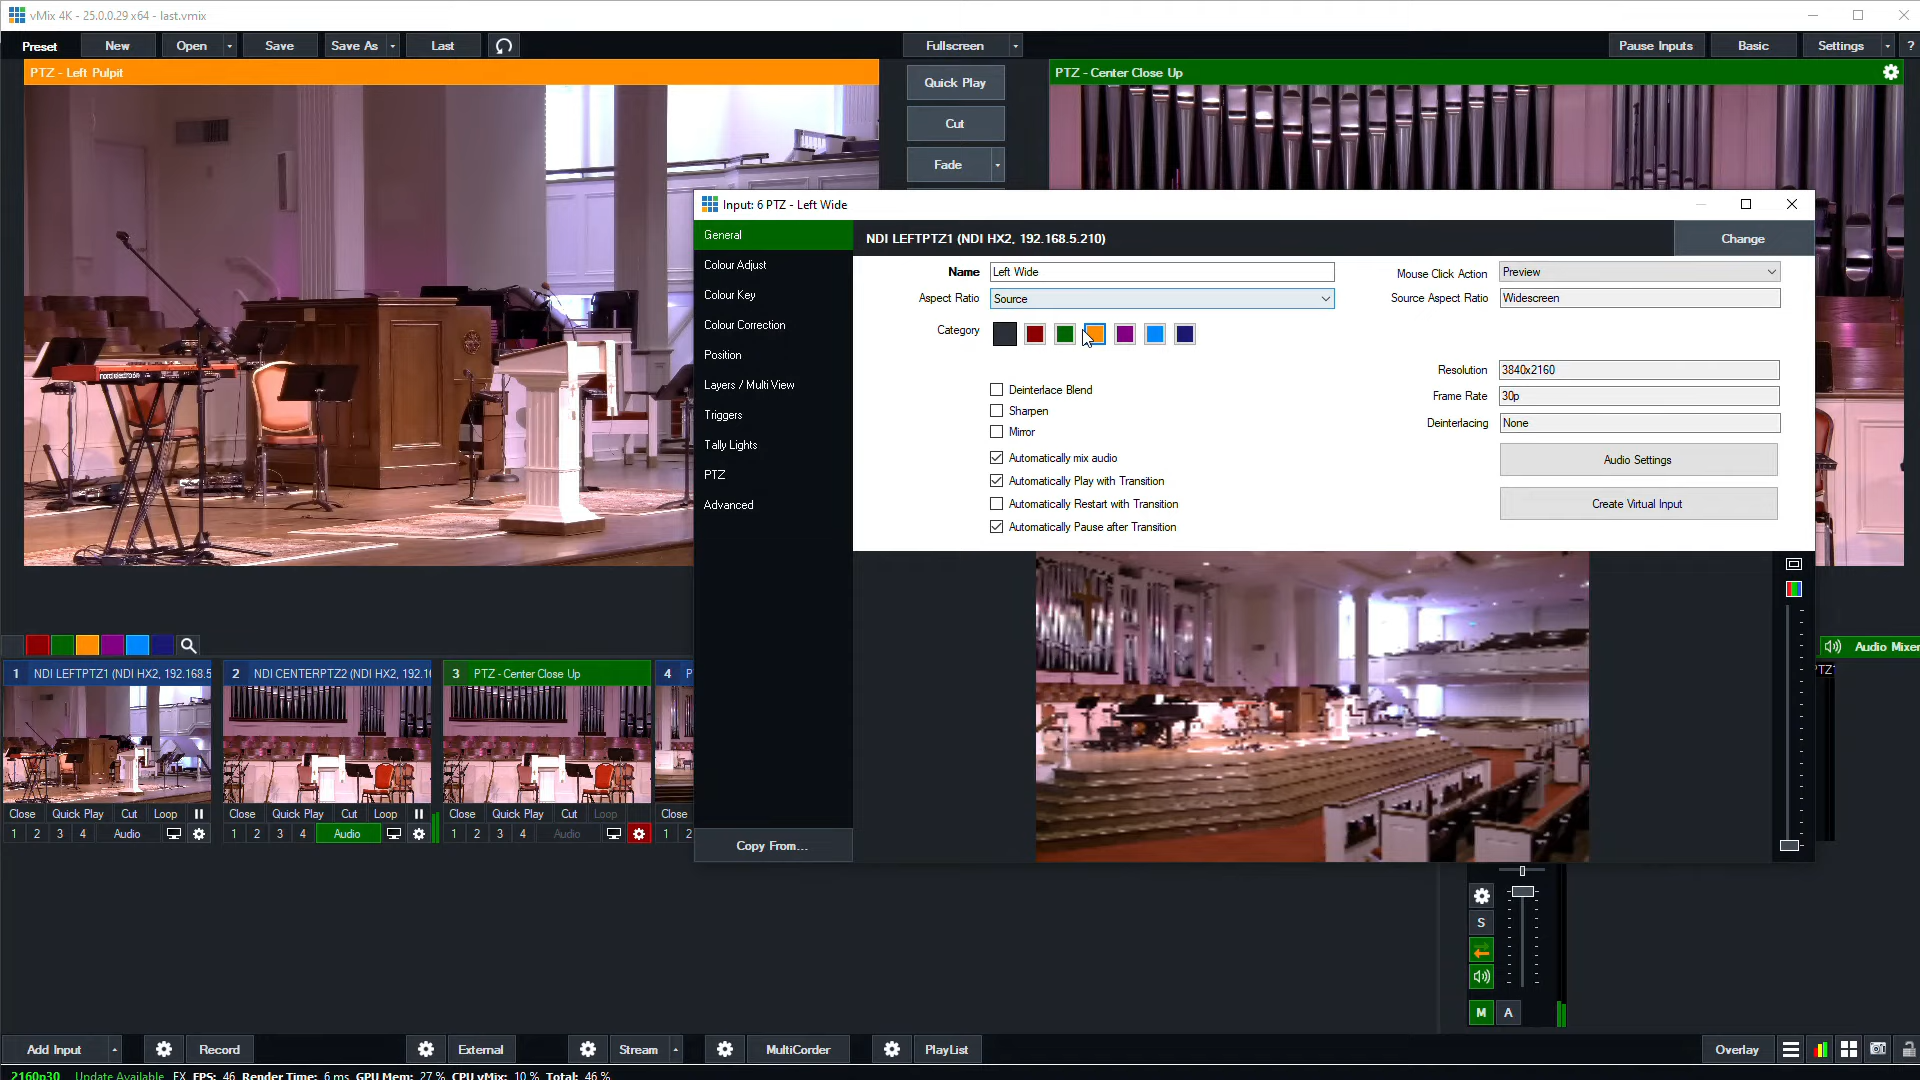 vMix 4K - 25.0.0.29 x64 - last.vmix
Preset New Open Save Save As Last Fullscreen Pause Inputs Basic Settings ?
PTZ - Left Pulpit
Quick Play
Cut
Fade
PTZ - Center Close Up
Input: 6 PTZ - Left Wide
General
Colour Adjust
Colour Key
Colour Correction
Position
Layers / Multi View
Triggers
Tally Lights
PTZ
Advanced
Copy From...
NDI LEFTPTZ1 (NDI HX2, 192.168.5.210) Change
Name Left Wide
Mouse Click Action Preview
Aspect Ratio Source
Source Aspect Ratio Widescreen
Category
Resolution 3840x2160
Frame Rate 30p
Deinterlacing None
Deinterlace Blend
Sharpen
Mirror
Automatically mix audio
Automatically Play with Transition
Automatically Restart with Transition
Automatically Pause after Transition
Audio Settings
Create Virtual Input
Audio Mixer
PTZ
1 NDI LEFTPTZ1 (NDI HX2, 192.168.5
2 NDI CENTERPTZ2 (NDI HX2, 192.16
3 PTZ - Center Close Up
4 P
Close Quick Play Cut Loop
1 2 3 4 Audio
Close Quick Play Cut Loop
1 2 3 4 Audio
Close Quick Play Cut Loop
1 2 3 4 Audio
Close
1 2
S
M A
Add Input Record External Stream MultiCorder PlayList Overlay
2160p30 Update Available EX FPS: 46 Render Time: 6 ms GPU Mem: 27 % CPU vMix: 10 % Total: 46 %